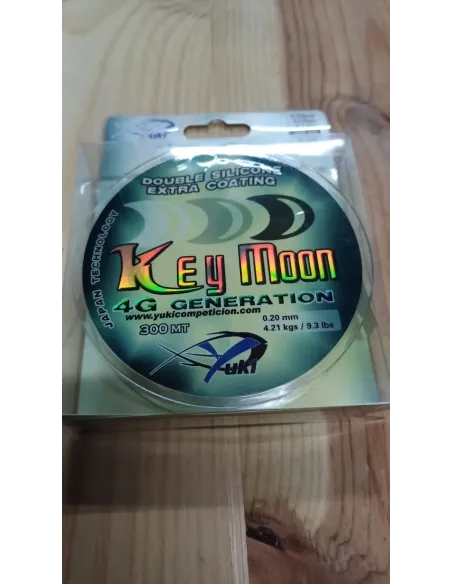 Yuki
DOUBLE SILICONE
EXTRA COATING
JAPAN TECHNOLOGY
Key Moon
4G GENERATION
www.yukicompeticion.com
300 MT
0.20 mm
4.21 kgs / 9.3 lbs
Yuki